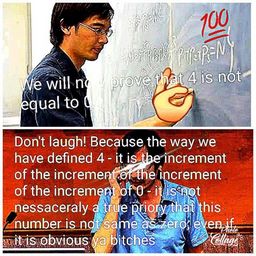 100
We will now prove that 4 is not
equal to 0
Don't laugh! Because the way we
have defined 4 - it is the increment
of the increment of the increment
of the increment of 0 - it is not
nessaceraly a true priory that this
number is not same as zero; even if
it is obvious ya bitches
Collage